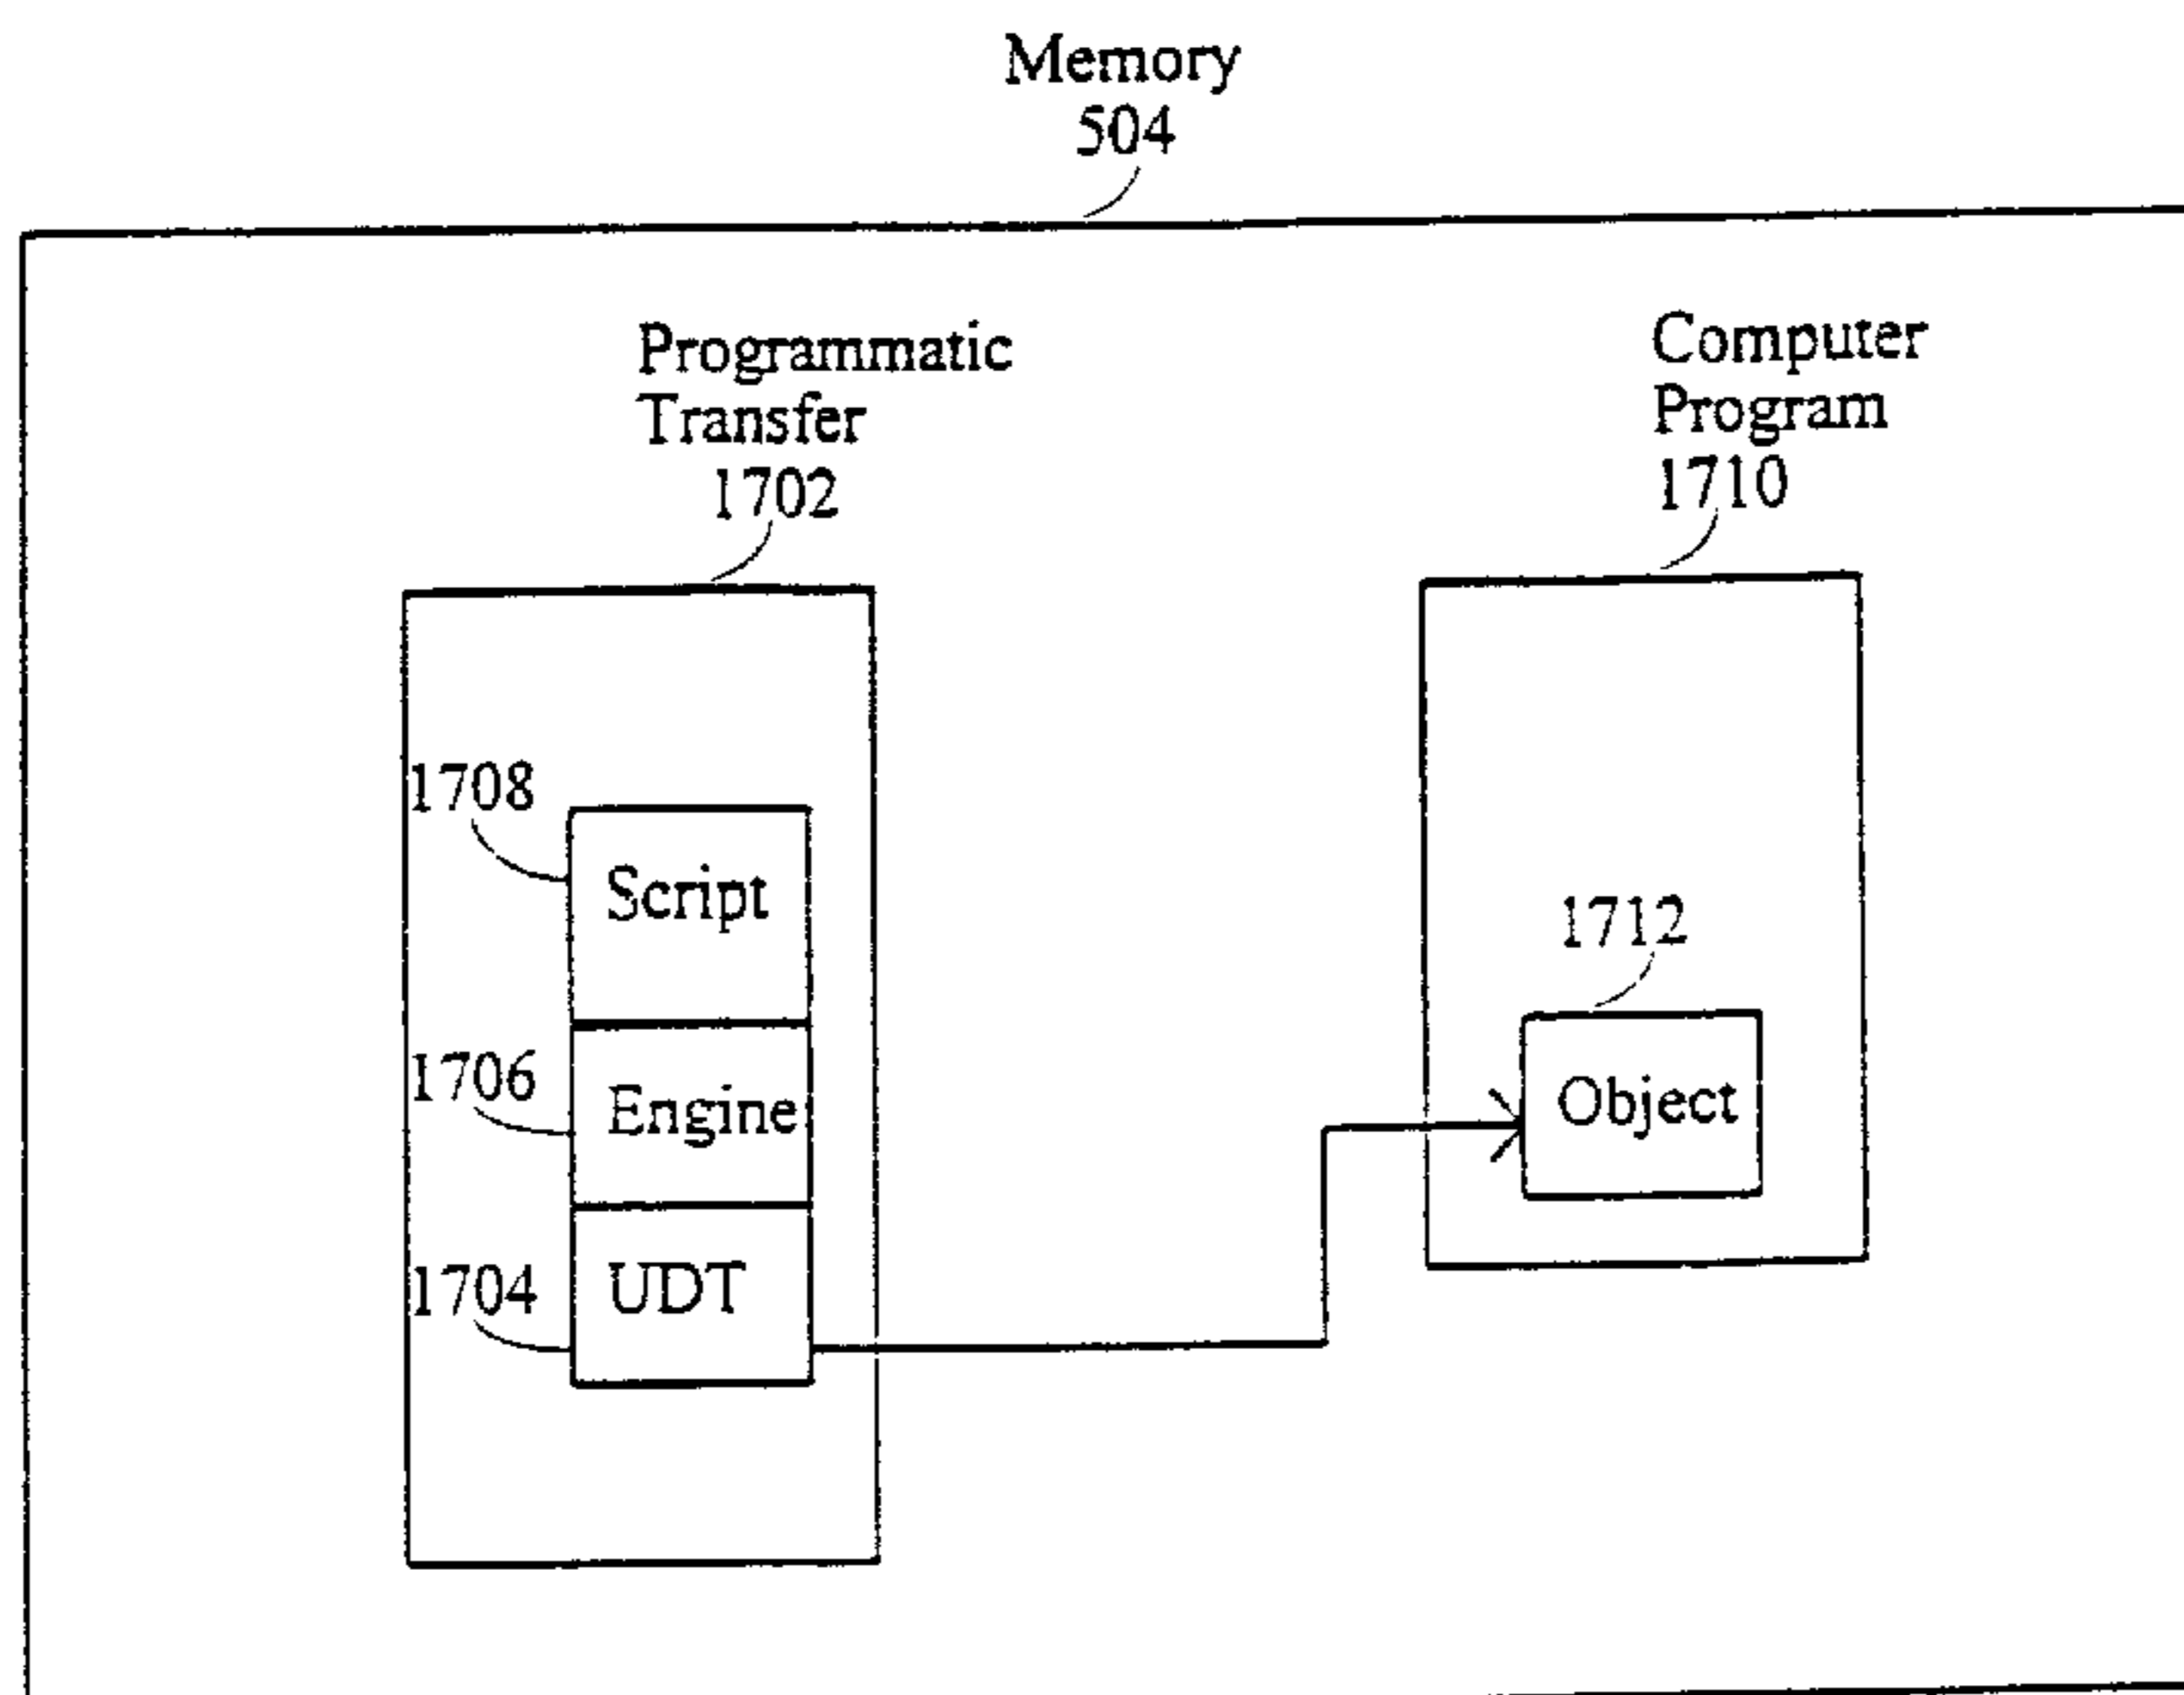 Memory
504
Programmatic
Transfer
1702
Computer
Program
1710
1708
Script
1706
Engine
1704
UDT
1712
Object